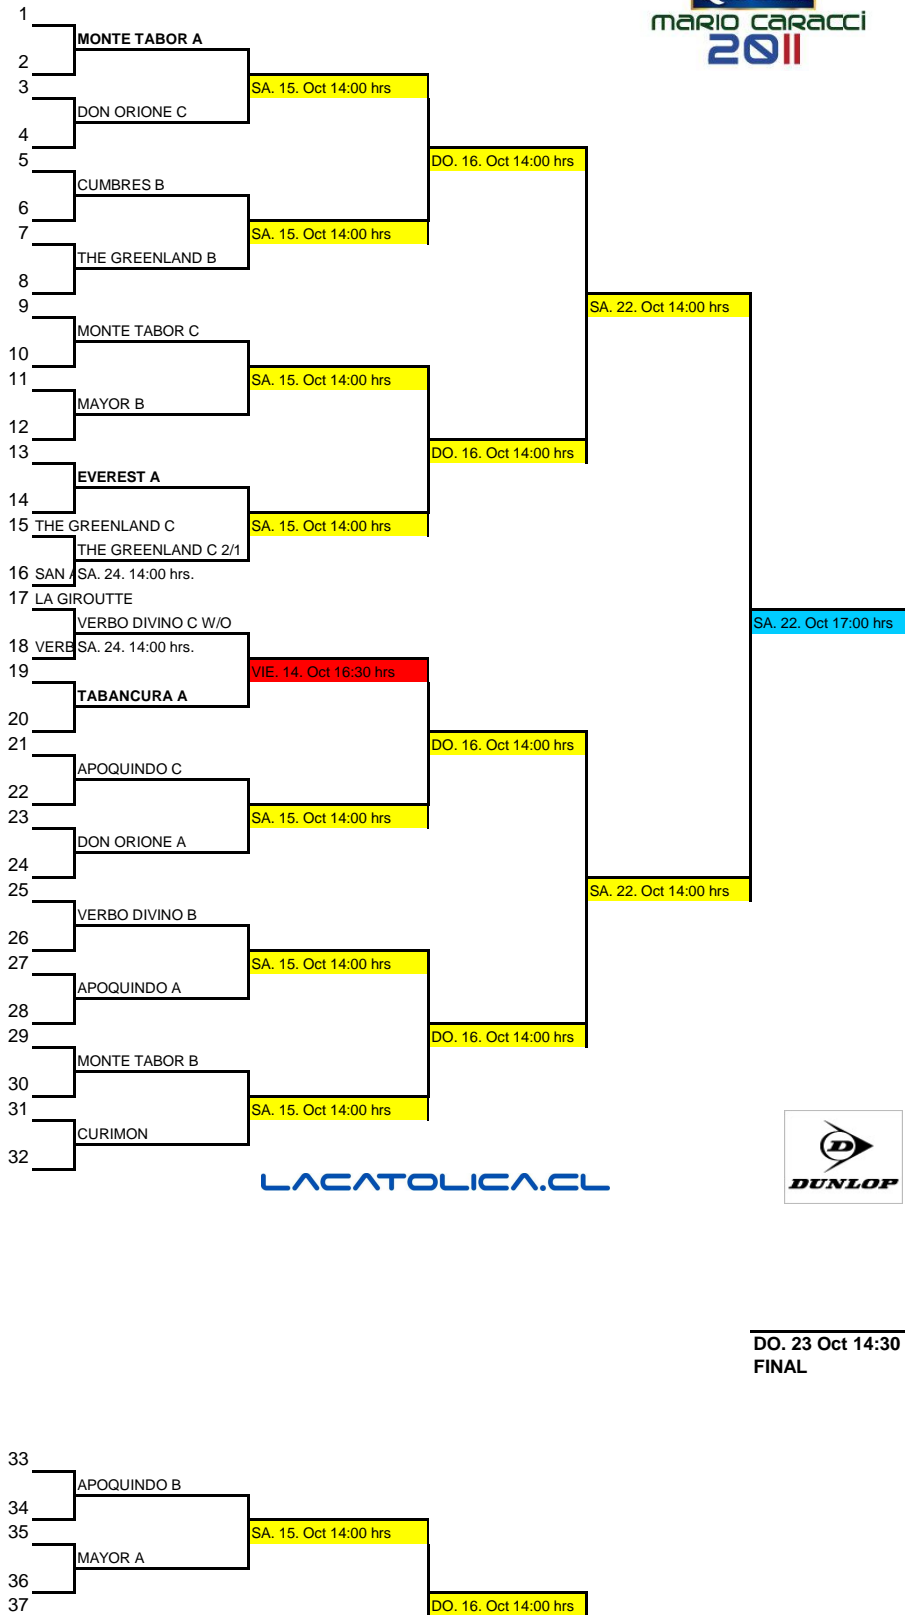 MARIO CARACCI
2011
1
MONTE TABOR A
2
3
SA. 15. Oct 14:00 hrs
DON ORIONE C
4
5
DO. 16. Oct 14:00 hrs
CUMBRES B
6
7
SA. 15. Oct 14:00 hrs
THE GREENLAND B
8
9
SA. 22. Oct 14:00 hrs
MONTE TABOR C
10
11
SA. 15. Oct 14:00 hrs
MAYOR B
12
13
DO. 16. Oct 14:00 hrs
EVEREST A
14
15 THE GREENLAND C
SA. 15. Oct 14:00 hrs
THE GREENLAND C 2/1
16 SAN SA. 24. 14:00 hrs.
17 LA GIROUTTE
VERBO DIVINO C W/O
SA. 22. Oct 17:00 hrs
18 VERB SA. 24. 14:00 hrs.
19
VIE. 14. Oct 16:30 hrs
TABANCURA A
20
21
DO. 16. Oct 14:00 hrs
APOQUINDO C
22
23
SA. 15. Oct 14:00 hrs
DON ORIONE A
24
25
SA. 22. Oct 14:00 hrs
VERBO DIVINO B
26
27
SA. 15. Oct 14:00 hrs
APOQUINDO A
28
29
DO. 16. Oct 14:00 hrs
MONTE TABOR B
30
31
SA. 15. Oct 14:00 hrs
CURIMON
32
LACATOLICA.CL
D
DUNLOP
DO. 23 Oct 14:30
FINAL
33
APOQUINDO B
34
35
SA. 15. Oct 14:00 hrs
MAYOR A
36
37
DO. 16. Oct 14:00 hrs